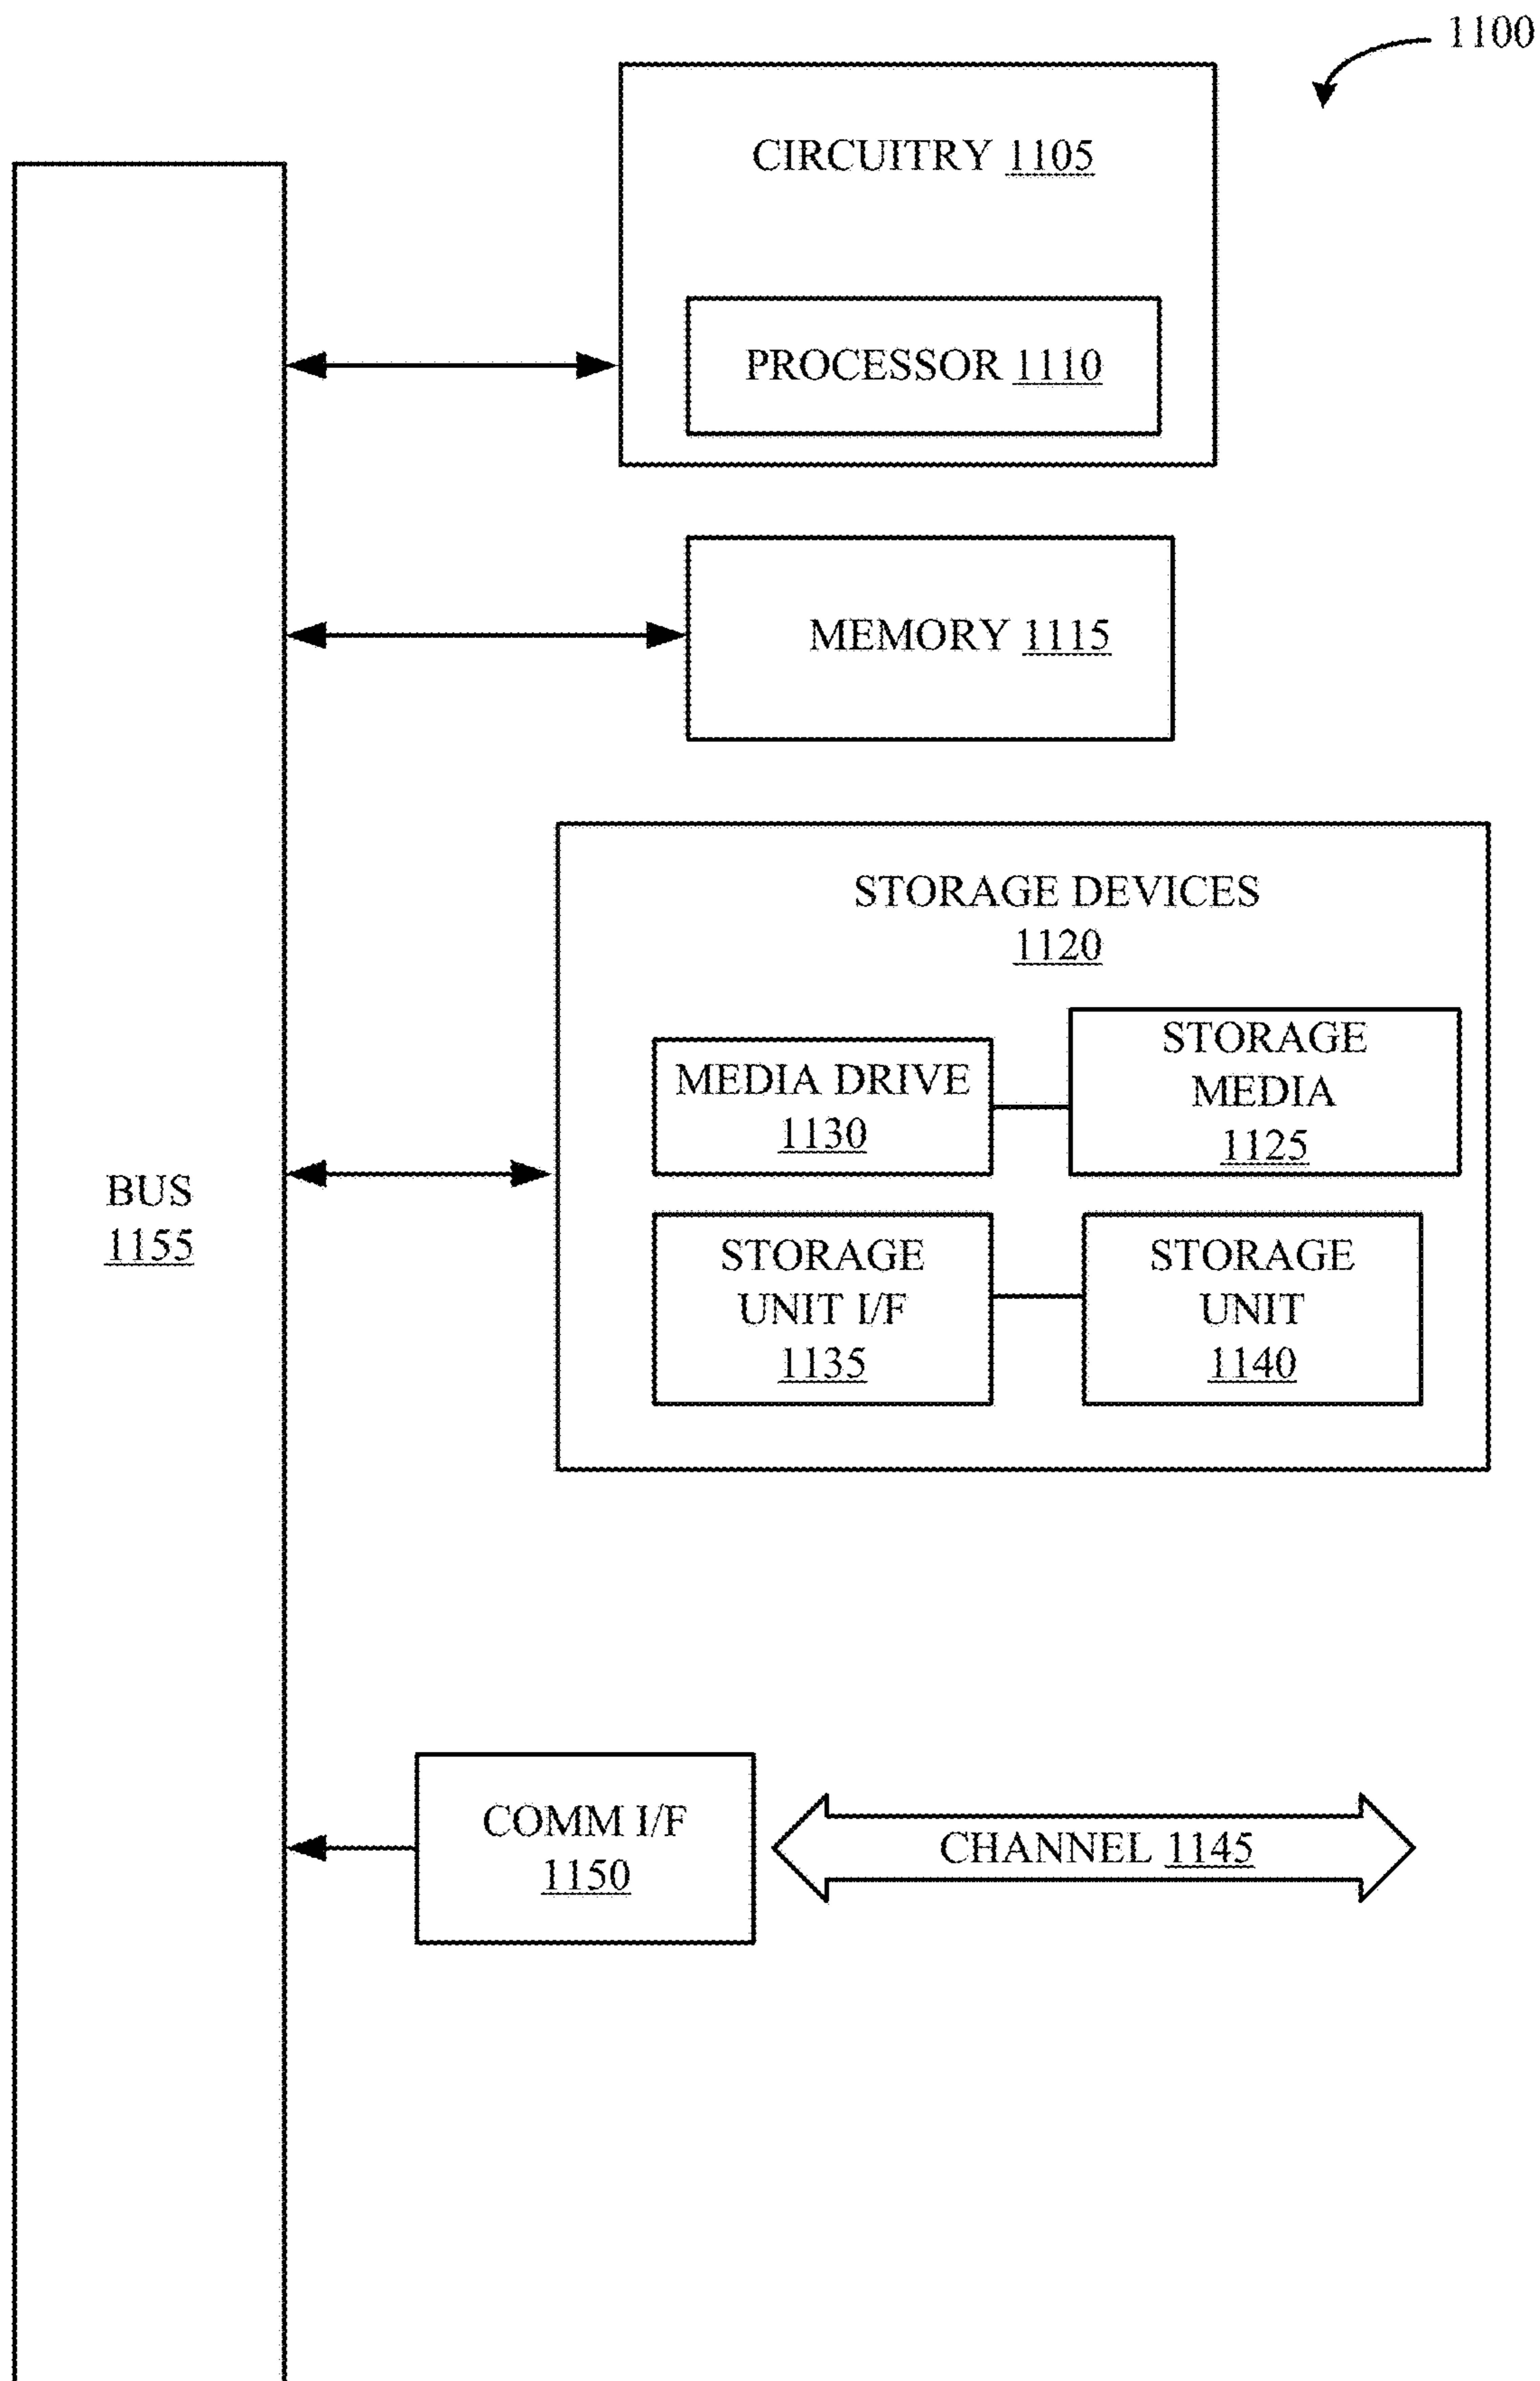 1100
CIRCUITRY 1105
PROCESSOR 1110
MEMORY 1115
STORAGE DEVICES
1120
MEDIA DRIVE
1130
STORAGE
MEDIA
1125
STORAGE
UNIT I/F
1135
STORAGE
UNIT
1140
BUS
1155
COMM I/F
1150
CHANNEL 1145